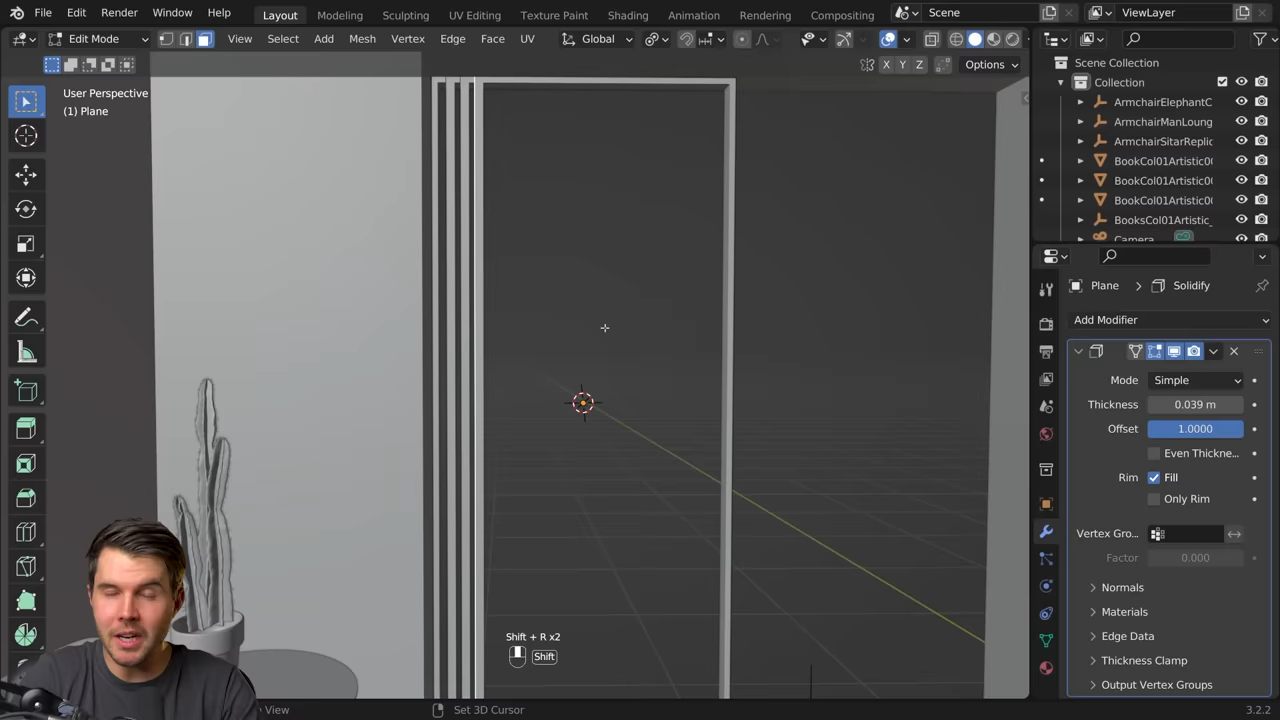 File Edit Render Window Help Layout Modeling Sculpting UV Editing Texture Paint Shading Animation Rendering Compositing Scene ViewLayer
Edit Mode View Select Add Mesh Vertex Edge Face UV Global
X Y Z Options
User Perspective
(1) Plane
Scene Collection
Collection
ArmchairElephantC
ArmchairManLoung
ArmchairSitarReplic
BookCol01Artistic00
BookCol01Artistic00
BookCol01Artistic00
BooksCol01Artistic_
Camera
Plane Solidify
Add Modifier
Mode Simple
Thickness 0.039 m
Offset 1.0000
Even Thickne...
Rim Fill
Only Rim
Vertex Gro...
Factor 0.000
Normals
Materials
Edge Data
Thickness Clamp
Output Vertex Groups
Shift + R x2
Shift
View Set 3D Cursor 3.2.2